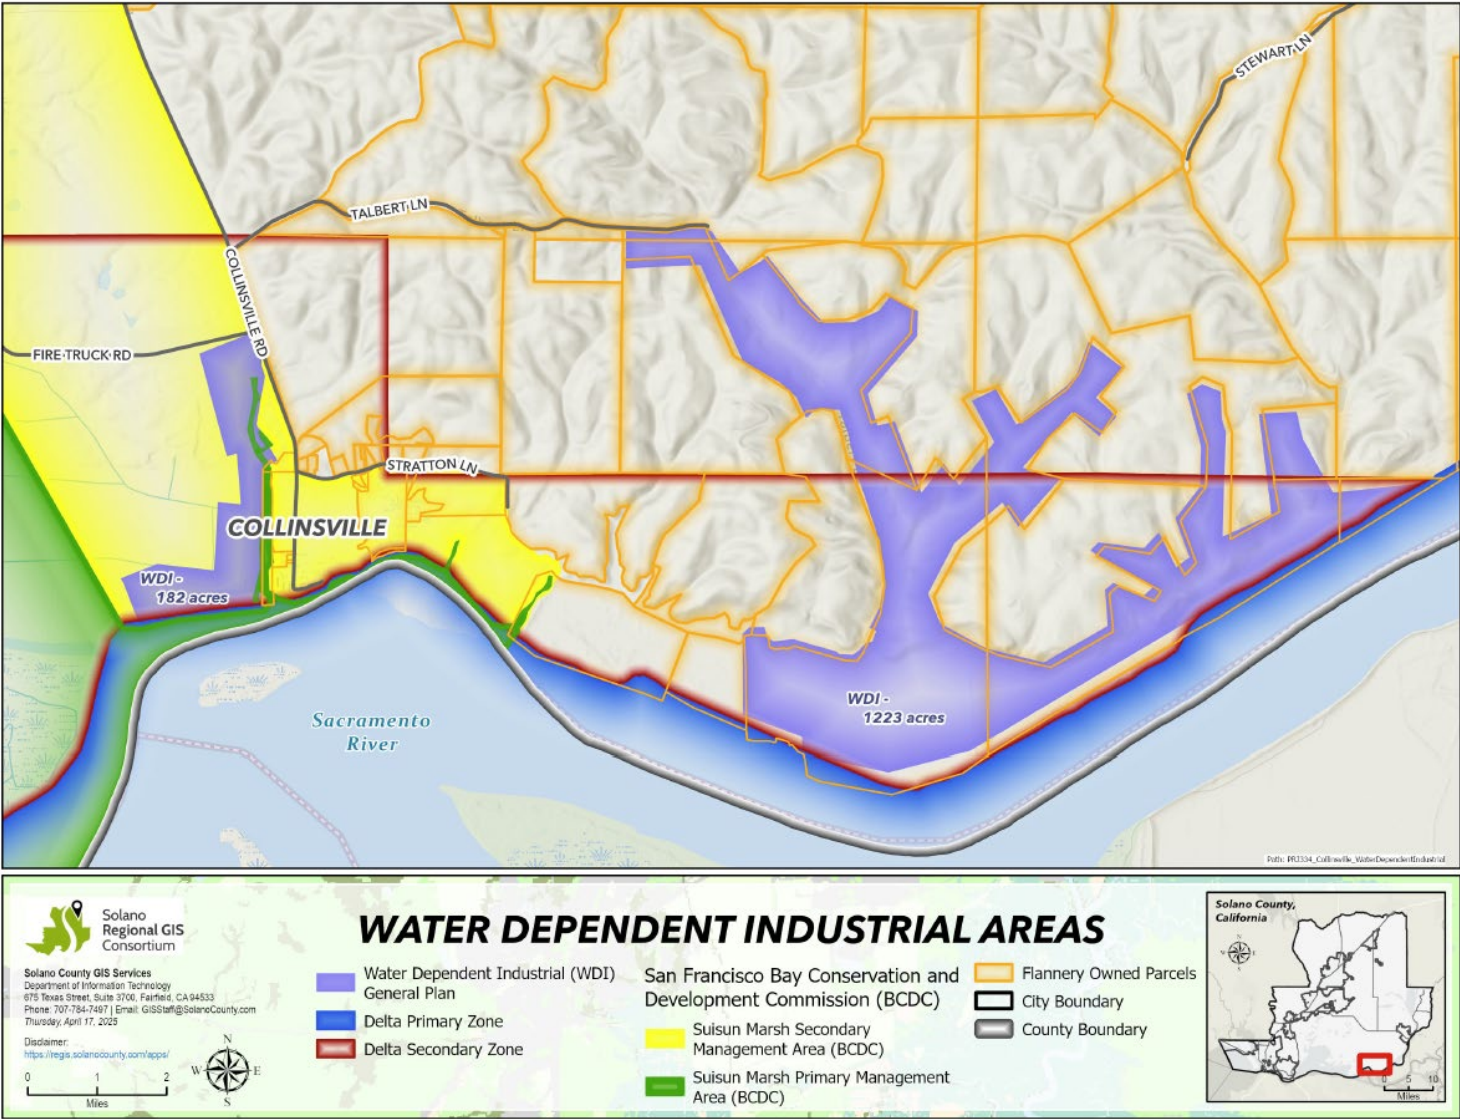 STEWART LN
TALBERT LN
COLLINSVILLE RD
FIRE TRUCK RD
STRATTON LN
COLLINSVILLE
WDI -
182 acres
WDI -
1223 acres
Sacramento
River
Path: PRJ334_Collinsville_WaterDependentIndustrial
Solano
Regional GIS
Consortium
Solano County GIS Services
Department of Information Technology
675 Texas Street, Suite 3700, Fairfield, CA 94533
Phone: 707-784-7497 | Email: GISStaff@SolanoCounty.com
Thursday, April 17, 2025
Disclaimer:
https://regis.solanocounty.com/apps/
0 1 2
Miles
N
W E
S
WATER DEPENDENT INDUSTRIAL AREAS
Water Dependent Industrial (WDI)
General Plan
Delta Primary Zone
Delta Secondary Zone
San Francisco Bay Conservation and
Development Commission (BCDC)
Suisun Marsh Secondary
Management Area (BCDC)
Suisun Marsh Primary Management
Area (BCDC)
Flannery Owned Parcels
City Boundary
County Boundary
Solano County,
California
0 5 10
Miles